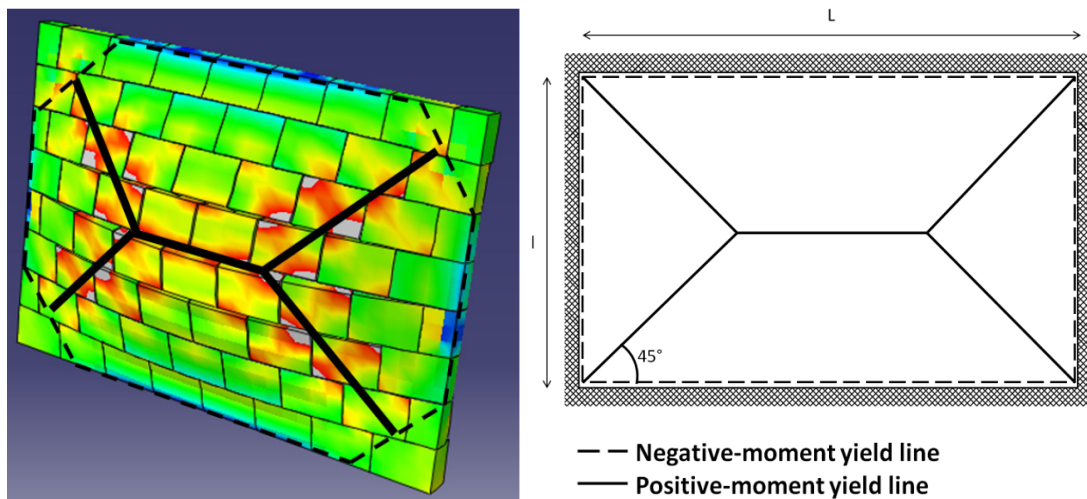 L
l
45°
Negative-moment yield line
Positive-moment yield line